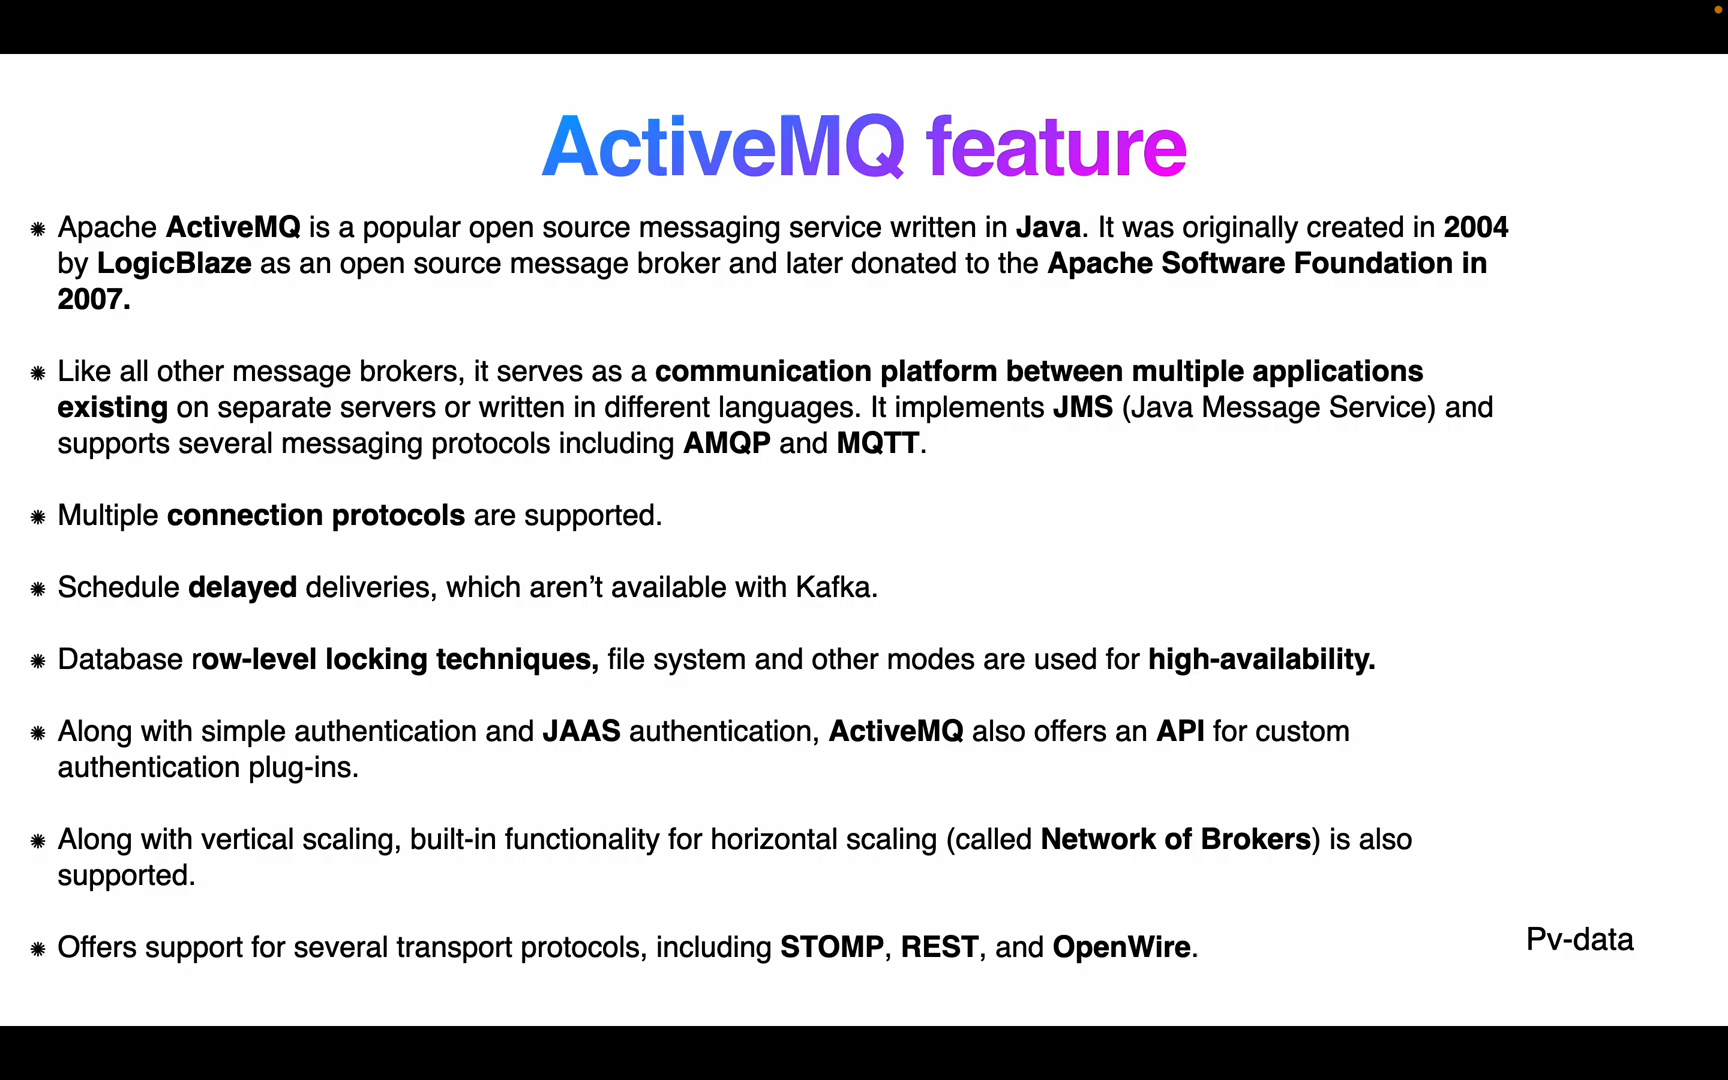 ActiveMQ feature
⁕ Apache ActiveMQ is a popular open source messaging service written in Java. It was originally created in 2004
by LogicBlaze as an open source message broker and later donated to the Apache Software Foundation in
2007.
⁕ Like all other message brokers, it serves as a communication platform between multiple applications
existing on separate servers or written in different languages. It implements JMS (Java Message Service) and
supports several messaging protocols including AMQP and MQTT.
⁕ Multiple connection protocols are supported.
⁕ Schedule delayed deliveries, which aren’t available with Kafka.
⁕ Database row-level locking techniques, file system and other modes are used for high-availability.
⁕ Along with simple authentication and JAAS authentication, ActiveMQ also offers an API for custom
authentication plug-ins.
⁕ Along with vertical scaling, built-in functionality for horizontal scaling (called Network of Brokers) is also
supported.
⁕ Offers support for several transport protocols, including STOMP, REST, and OpenWire.
Pv-data